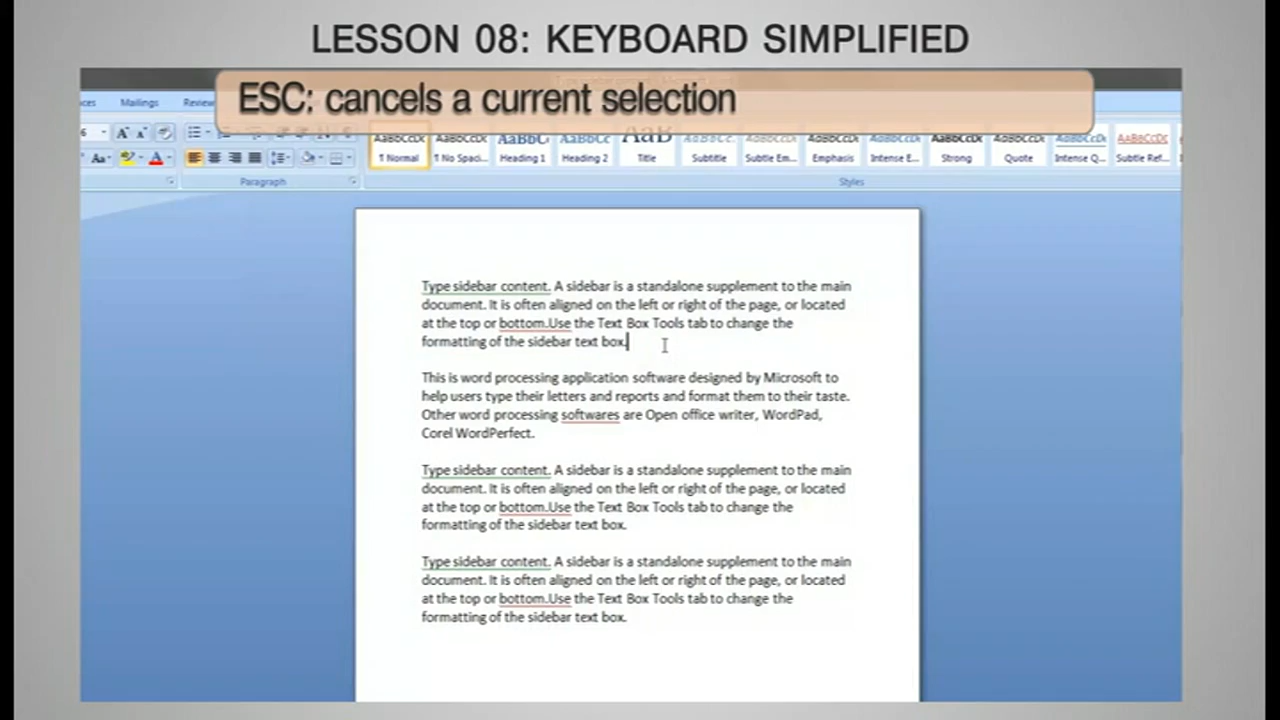 LESSON 08: KEYBOARD SIMPLIFIED
ESC: cancels a current selection
Mailings
Review
Aa
AaBbCcDc AaBbCcDc AaBbC AaBbCc AaB AaBbCc AaBbCcDc AaBbCcDc AaBbCcDc AaBbCcDc AaBbCcDc AaBbCcDc AaBbCcDc
¶ Normal ¶ No Spaci... Heading 1 Heading 2 Title Subtitle Subtle Em... Emphasis Intense E... Strong Quote Intense Q... Subtle Ref...
Paragraph
Styles
Type sidebar content. A sidebar is a standalone supplement to the main
document. It is often aligned on the left or right of the page, or located
at the top or bottom.Use the Text Box Tools tab to change the
formatting of the sidebar text box.
This is word processing application software designed by Microsoft to
help users type their letters and reports and format them to their taste.
Other word processing softwares are Open office writer, WordPad,
Corel WordPerfect.
Type sidebar content. A sidebar is a standalone supplement to the main
document. It is often aligned on the left or right of the page, or located
at the top or bottom.Use the Text Box Tools tab to change the
formatting of the sidebar text box.
Type sidebar content. A sidebar is a standalone supplement to the main
document. It is often aligned on the left or right of the page, or located
at the top or bottom.Use the Text Box Tools tab to change the
formatting of the sidebar text box.